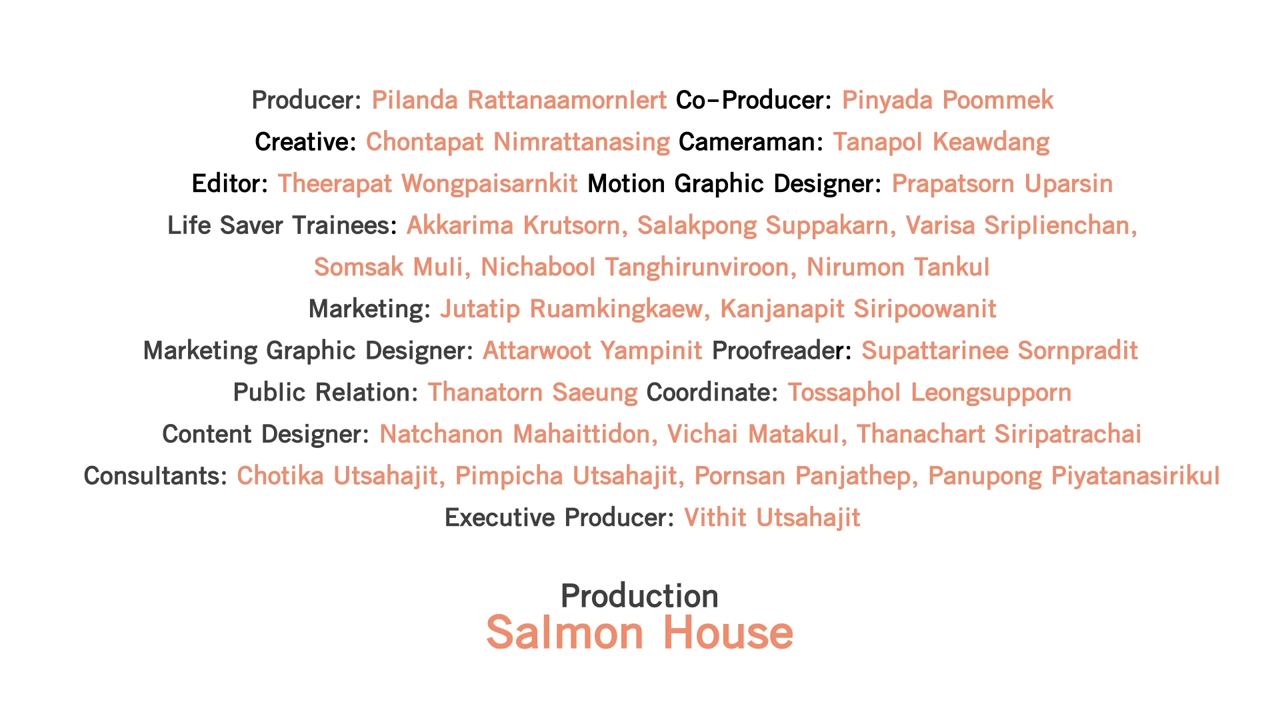 Producer: Pilanda Rattanaamornlert Co-Producer: Pinyada Poommek
Creative: Chontapat Nimrattanasing Cameraman: Tanapol Keawdang
Editor: Theerapat Wongpaisarnkit Motion Graphic Designer: Prapatsorn Uparsin
Life Saver Trainees: Akkarima Krutsorn, Salakpong Suppakarn, Varisa Sriplienchan,
Somsak Muli, Nichabool Tanghirunviroon, Nirumon Tankul
Marketing: Jutatip Ruamkingkaew, Kanjanapit Siripoowanit
Marketing Graphic Designer: Attarwoot Yampinit Proofreader: Supattarinee Sornpradit
Public Relation: Thanatorn Saeung Coordinate: Tossaphol Leongsupporn
Content Designer: Natchanon Mahaittidon, Vichai Matakul, Thanachart Siripatrachai
Consultants: Chotika Utsahajit, Pimpicha Utsahajit, Pornsan Panjathep, Panupong Piyatanasirikul
Executive Producer: Vithit Utsahajit
Production
Salmon House